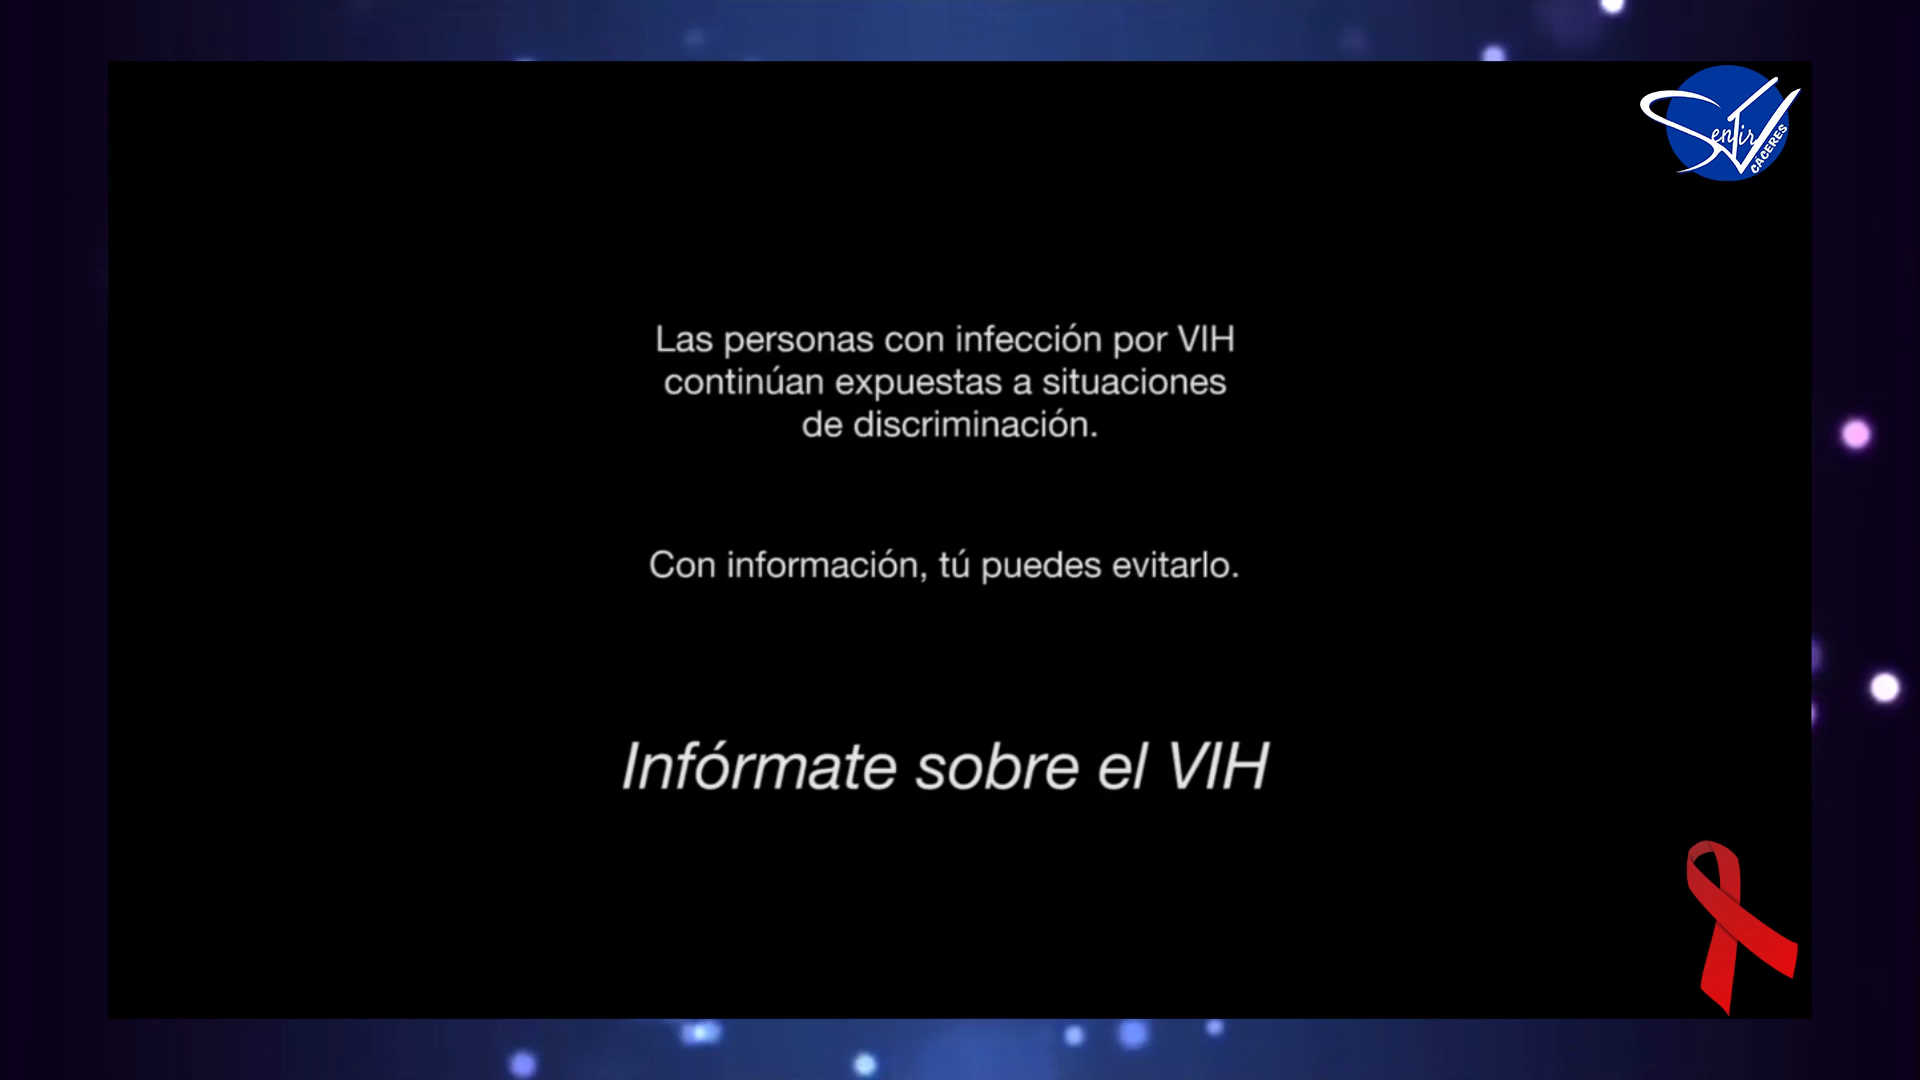 Sentir
CÁCERES
Las personas con infección por VIH
continúan expuestas a situaciones
de discriminación.
Con información, tú puedes evitarlo.
Infórmate sobre el VIH